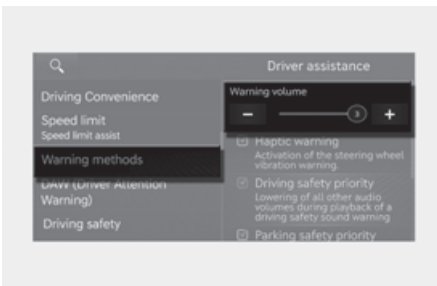 Driver assistance
Driving Convenience
Speed limit
Speed limit assist
Warning methods
DAW (Driver Attention
Warning)
Driving safety
Warning volume
3
Haptic warning
Activation of the steering wheel
vibration warning.
Driving safety priority
Lowering of all other audio
volumes during playback of a
driving safety sound warning
Parking safety priority